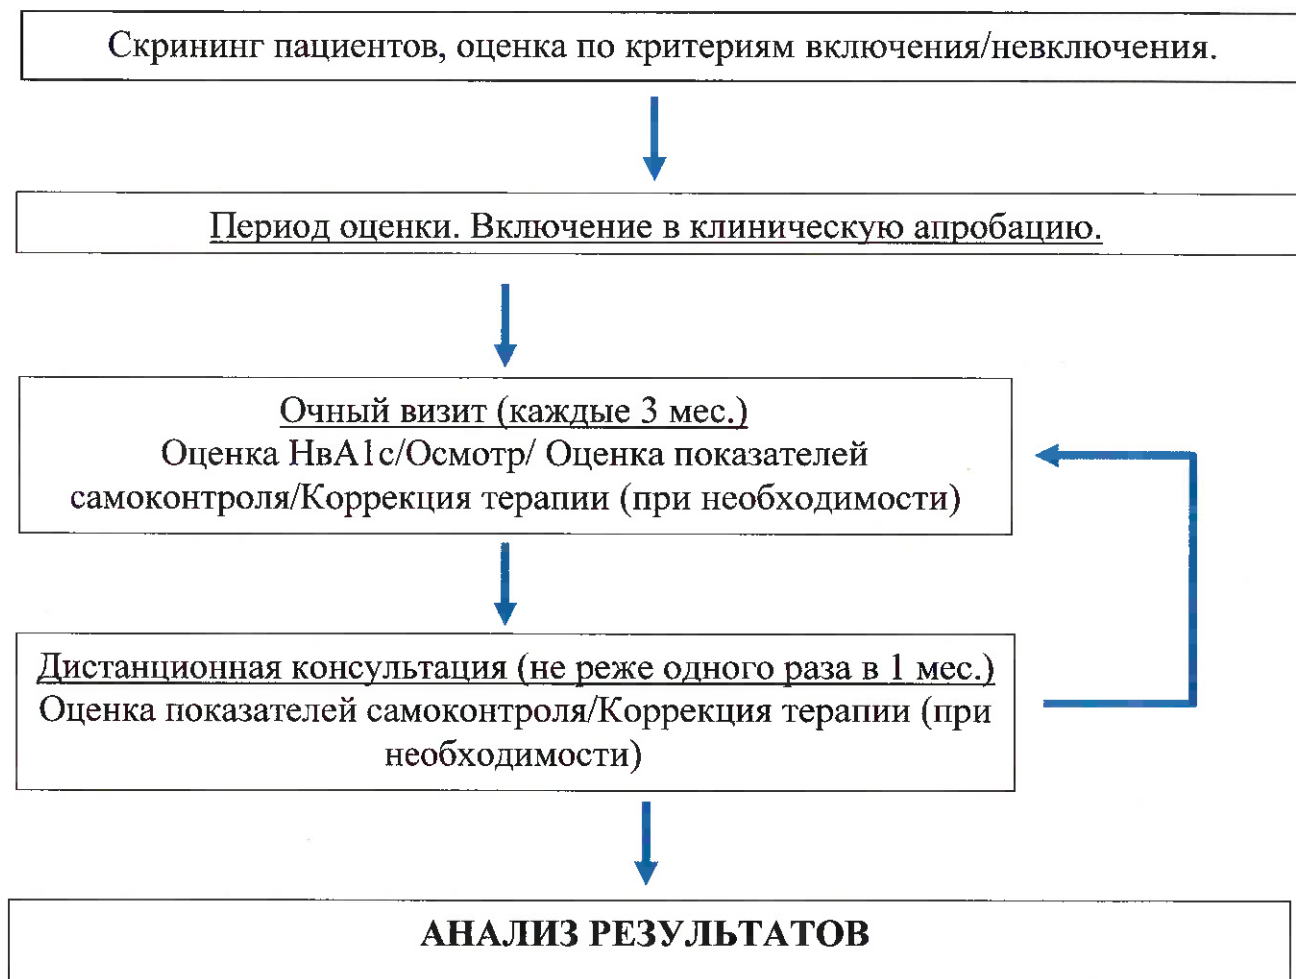 Скрининг пациентов, оценка по критериям включения/невключения.
Период оценки. Включение в клиническую апробацию.
Очный визит (каждые 3 мес.)
Оценка НвА1с/Осмотр/ Оценка показателей
самоконтроля/Коррекция терапии (при необходимости)
Дистанционная консультация (не реже одного раза в 1 мес.)
Оценка показателей самоконтроля/Коррекция терапии (при
необходимости)
АНАЛИЗ РЕЗУЛЬТАТОВ